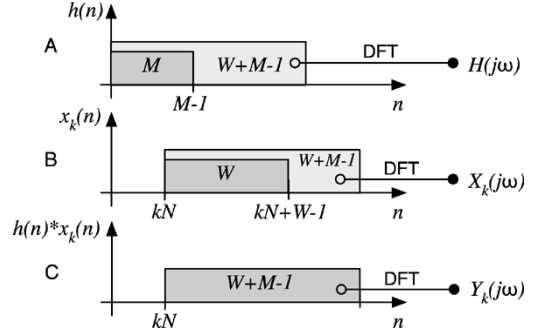 h(n)
A
M
W+M-1
DFT
H(jω)
M-1
n
x_k(n)
B
W
W+M-1
DFT
X_k(jω)
kN
kN+W-1
n
h(n)*x_k(n)
C
W+M-1
DFT
Y_k(jω)
kN
n